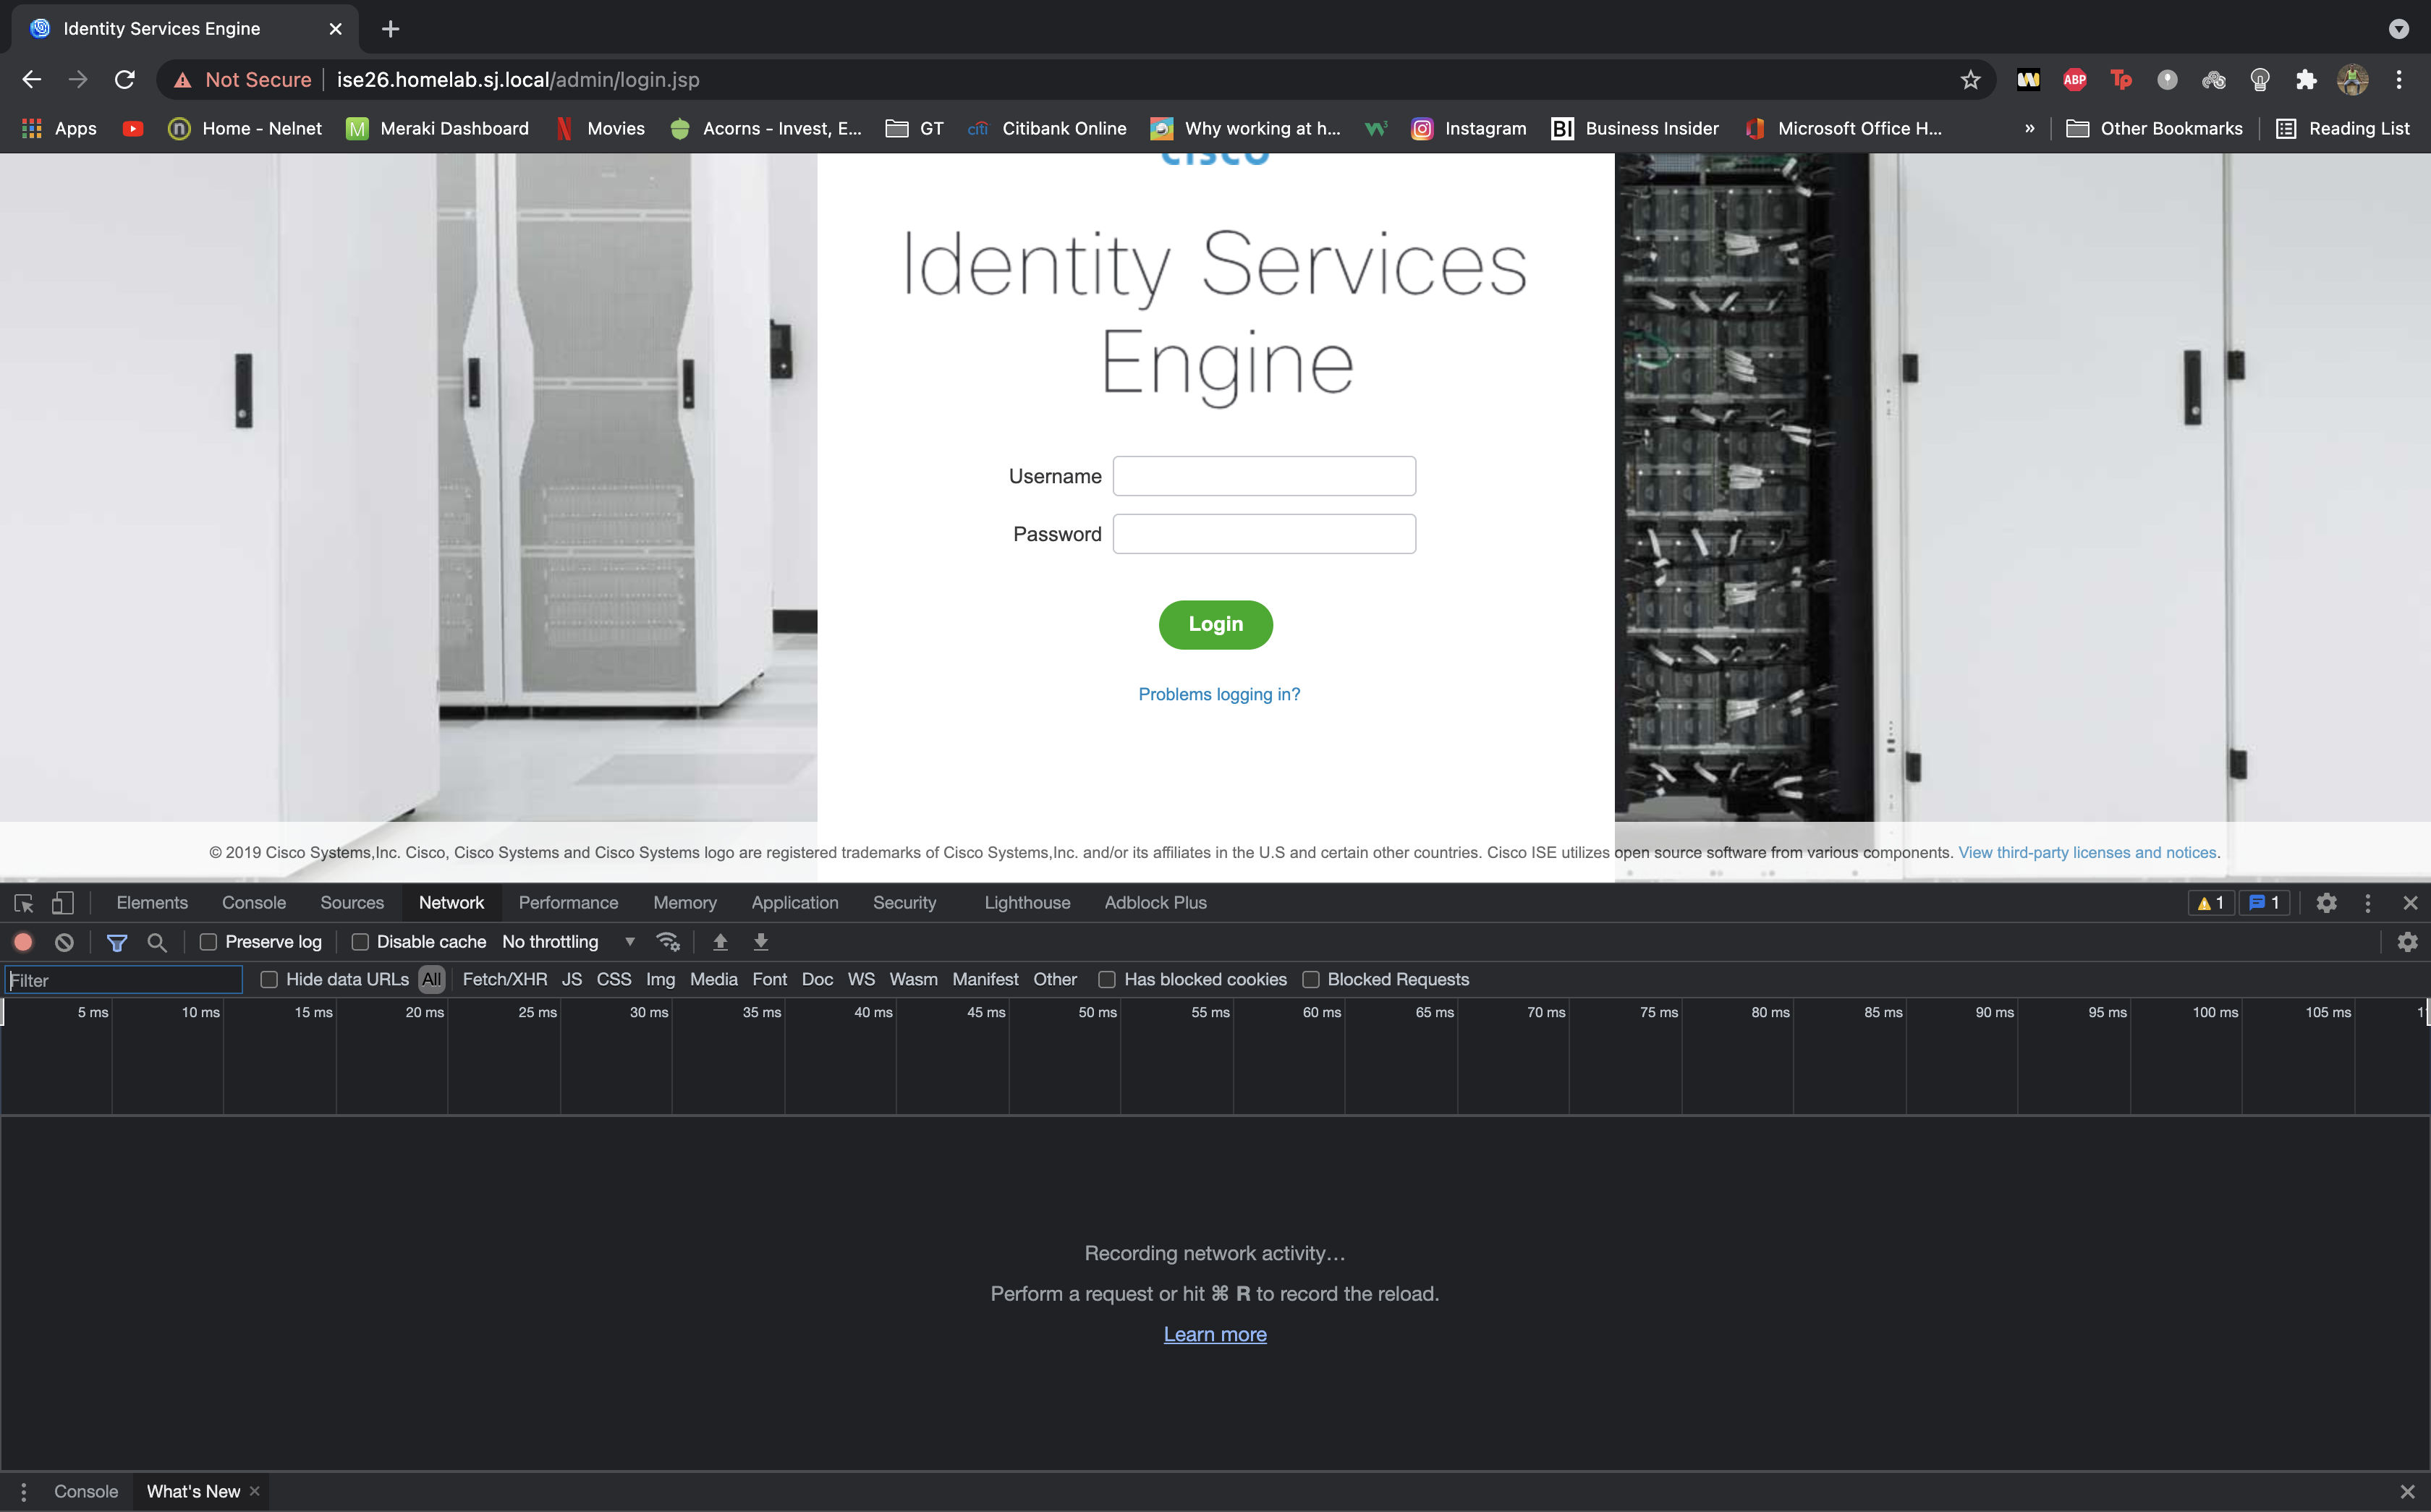 Identity Services Engine
Not Secure ise26.homelab.sj.local/admin/login.jsp
ABP Tp
Apps Home - Nelnet M Meraki Dashboard Movies Acorns - Invest, E... GT citi Citibank Online Why working at h... Instagram BI Business Insider Microsoft Office H... » Other Bookmarks Reading List
cisco
Identity Services
Engine
Username
Password
Login
Problems logging in?
© 2019 Cisco Systems,Inc. Cisco, Cisco Systems and Cisco Systems logo are registered trademarks of Cisco Systems,Inc. and/or its affiliates in the U.S and certain other countries. Cisco ISE utilizes open source software from various components. View third-party licenses and notices.
Elements Console Sources Network Performance Memory Application Security Lighthouse Adblock Plus 1 1
Preserve log Disable cache No throttling
Filter Hide data URLs All Fetch/XHR JS CSS Img Media Font Doc WS Wasm Manifest Other Has blocked cookies Blocked Requests
5 ms 10 ms 15 ms 20 ms 25 ms 30 ms 35 ms 40 ms 45 ms 50 ms 55 ms 60 ms 65 ms 70 ms 75 ms 80 ms 85 ms 90 ms 95 ms 100 ms 105 ms
Recording network activity…
Perform a request or hit ⌘ R to record the reload.
Learn more
Console What's New